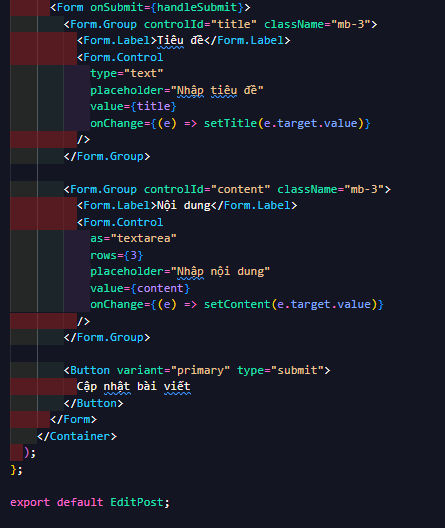 <Form onSubmit={handleSubmit}>
<Form.Group controlId="title" className="mb-3">
<Form.Label>Tiêu đề</Form.Label>
<Form.Control
type="text"
placeholder="Nhập tiêu đề"
value={title}
onChange={(e) => setTitle(e.target.value)}
/>
</Form.Group>
<Form.Group controlId="content" className="mb-3">
<Form.Label>Nội dung</Form.Label>
<Form.Control
as="textarea"
rows={3}
placeholder="Nhập nội dung"
value={content}
onChange={(e) => setContent(e.target.value)}
/>
</Form.Group>
<Button variant="primary" type="submit">
Cập nhật bài viết
</Button>
</Form>
</Container>
);
};
export default EditPost;